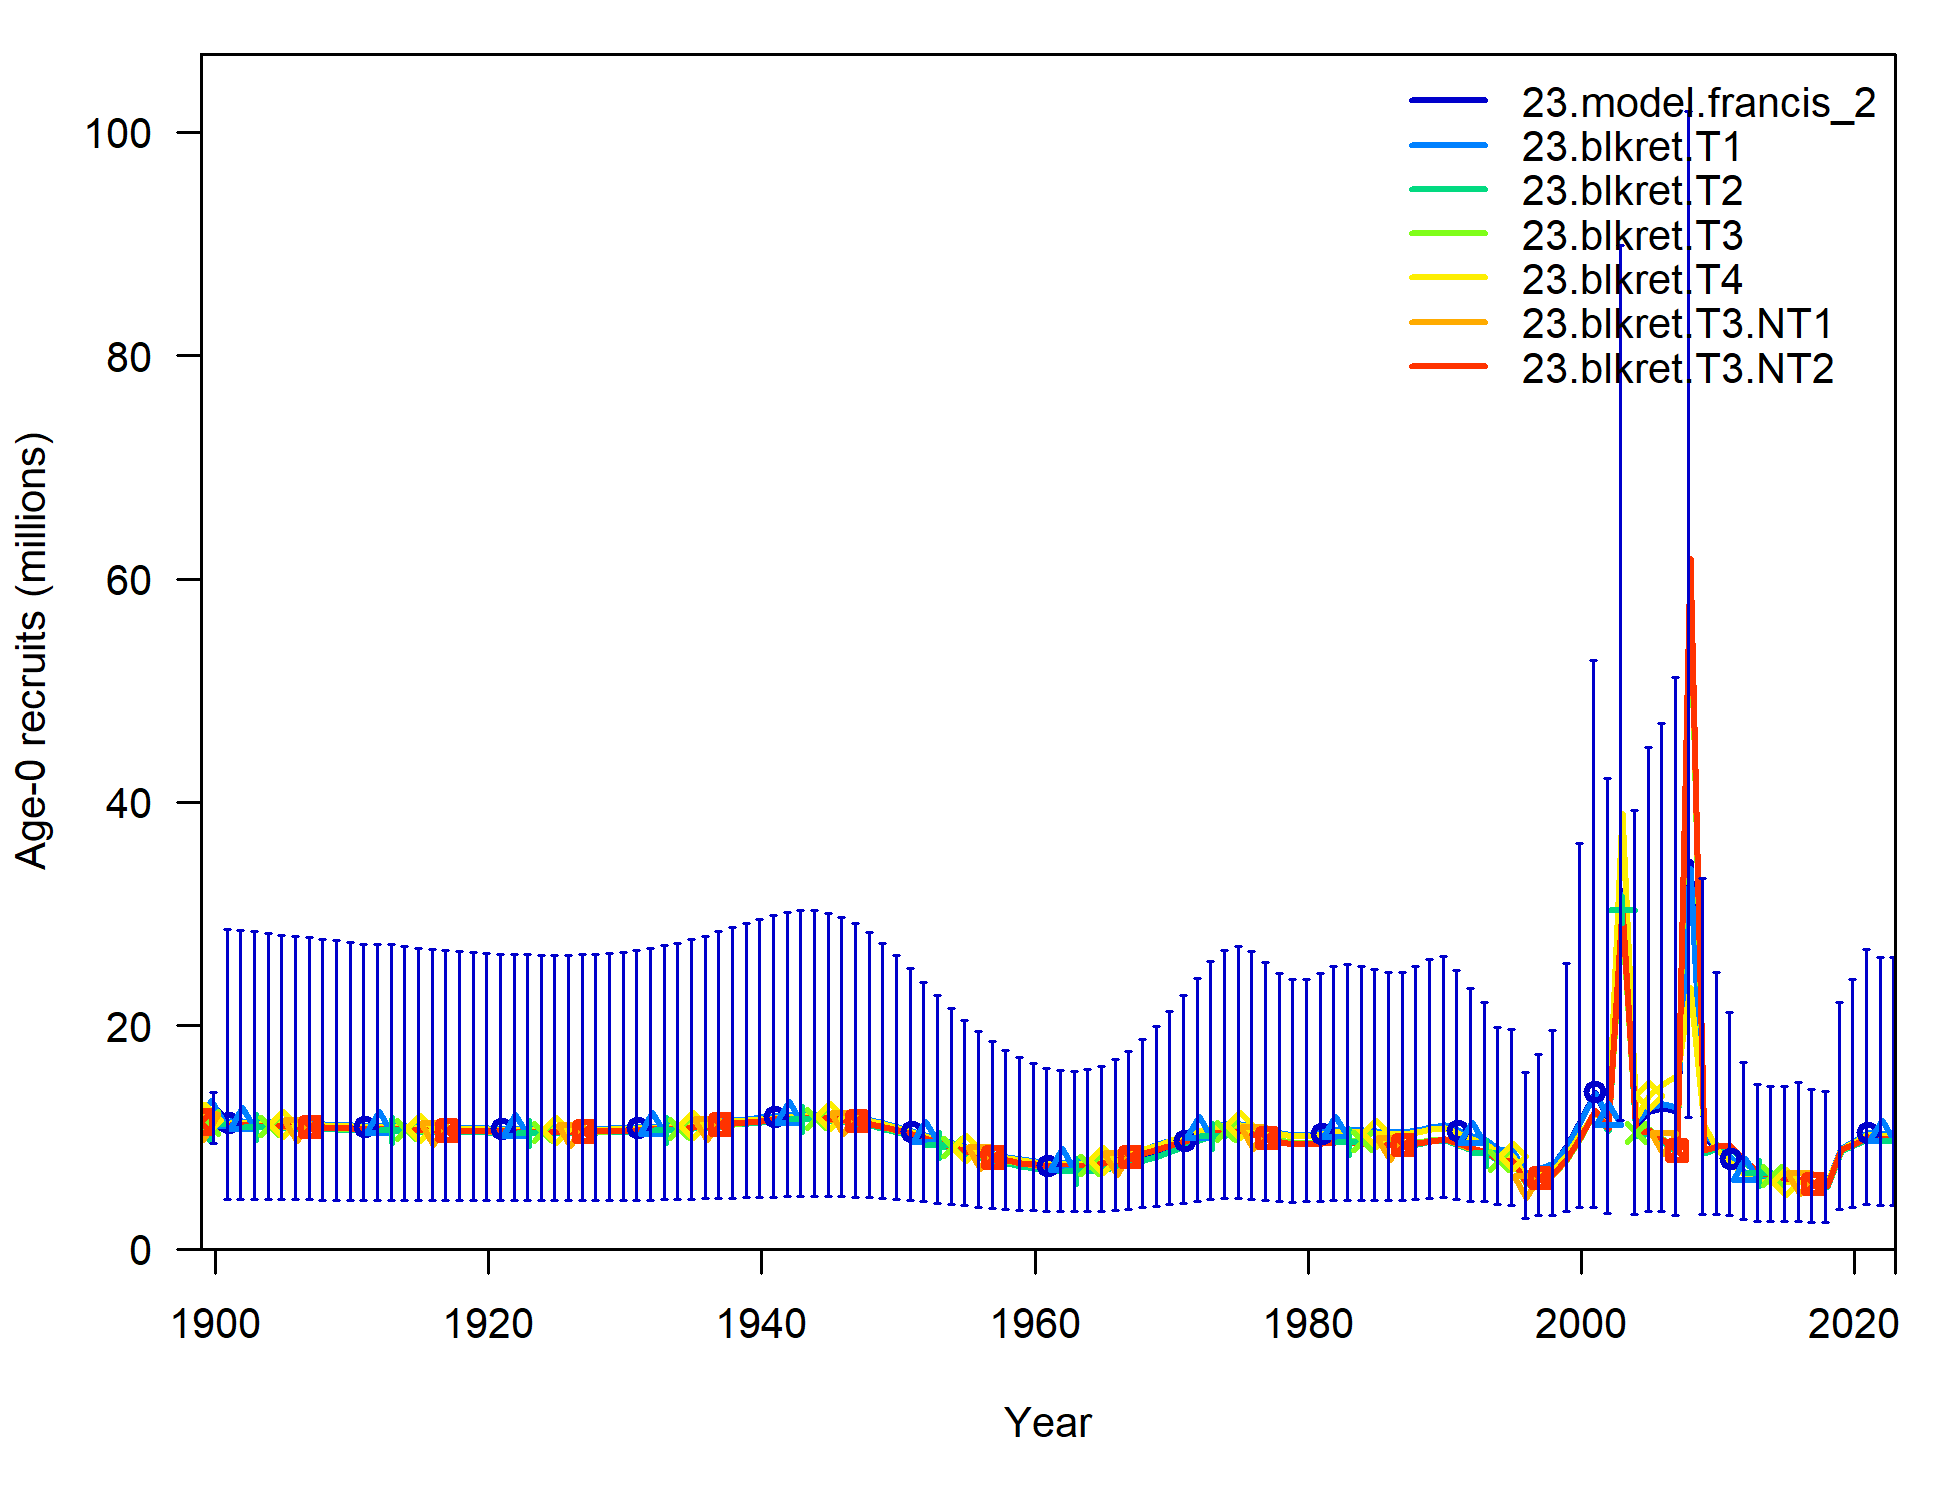 23.model.francis_2
23.blkret.T1
23.blkret.T2
23.blkret.T3
23.blkret.T4
23.blkret.T3.NT1
23.blkret.T3.NT2
100
80
60
40
20
0
Age-0 recruits (millions)
1900 1920 1940 1960 1980 2000 2020
Year